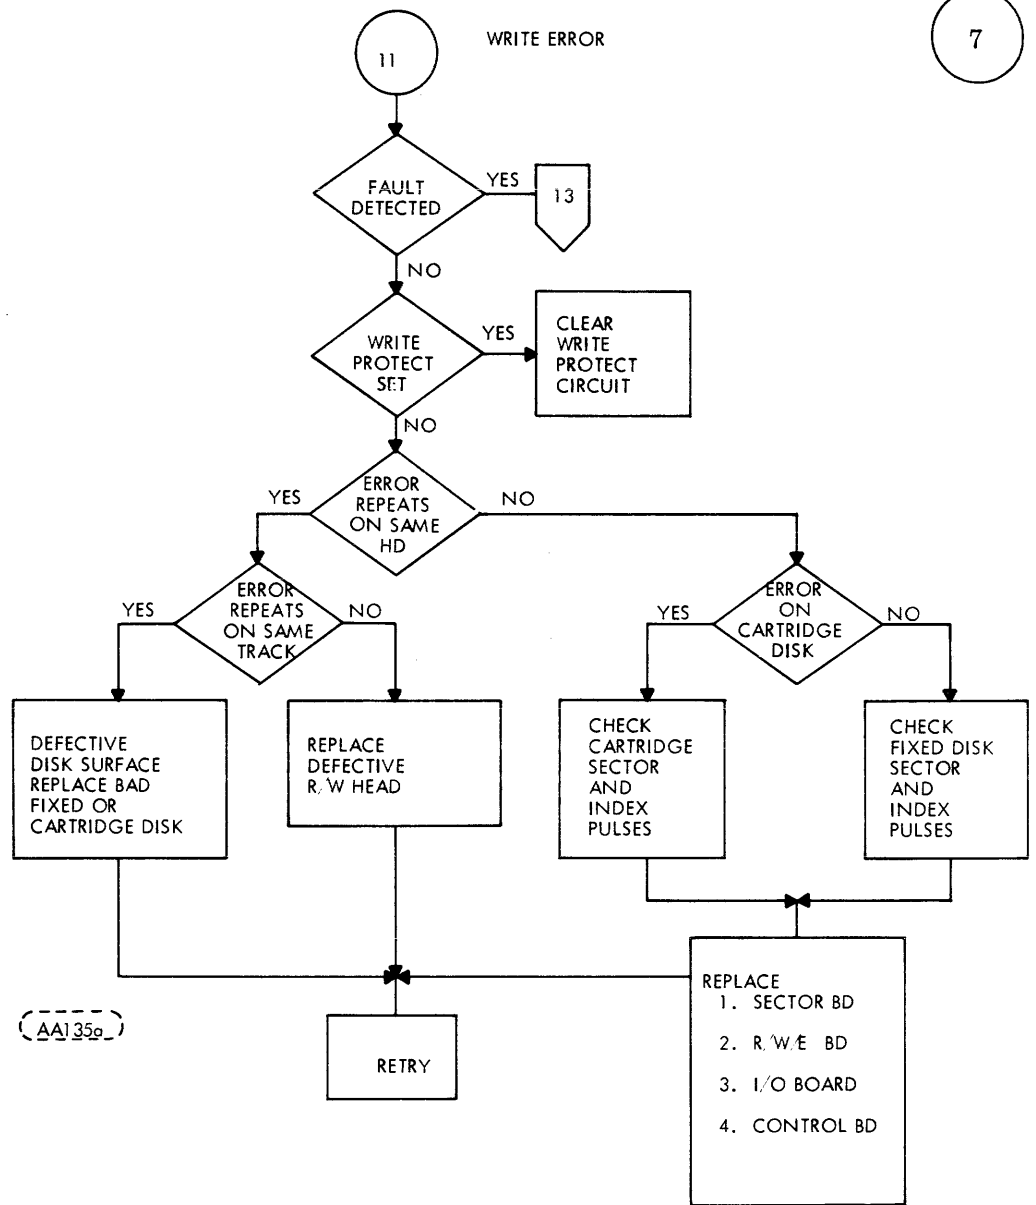 11
WRITE ERROR
7
FAULT
DETECTED
YES
13
NO
WRITE
PROTECT
SET
YES
CLEAR
WRITE
PROTECT
CIRCUIT
NO
ERROR
REPEATS
ON SAME
HD
YES
NO
ERROR
REPEATS
ON SAME
TRACK
YES
NO
ERROR
ON
CARTRIDGE
DISK
YES
NO
DEFECTIVE
DISK SURFACE
REPLACE BAD
FIXED OR
CARTRIDGE DISK
REPLACE
DEFECTIVE
R/W HEAD
CHECK
CARTRIDGE
SECTOR
AND
INDEX
PULSES
CHECK
FIXED DISK
SECTOR
AND
INDEX
PULSES
REPLACE
1. SECTOR BD
2. R/W/E BD
3. I/O BOARD
4. CONTROL BD
RETRY
AA135a